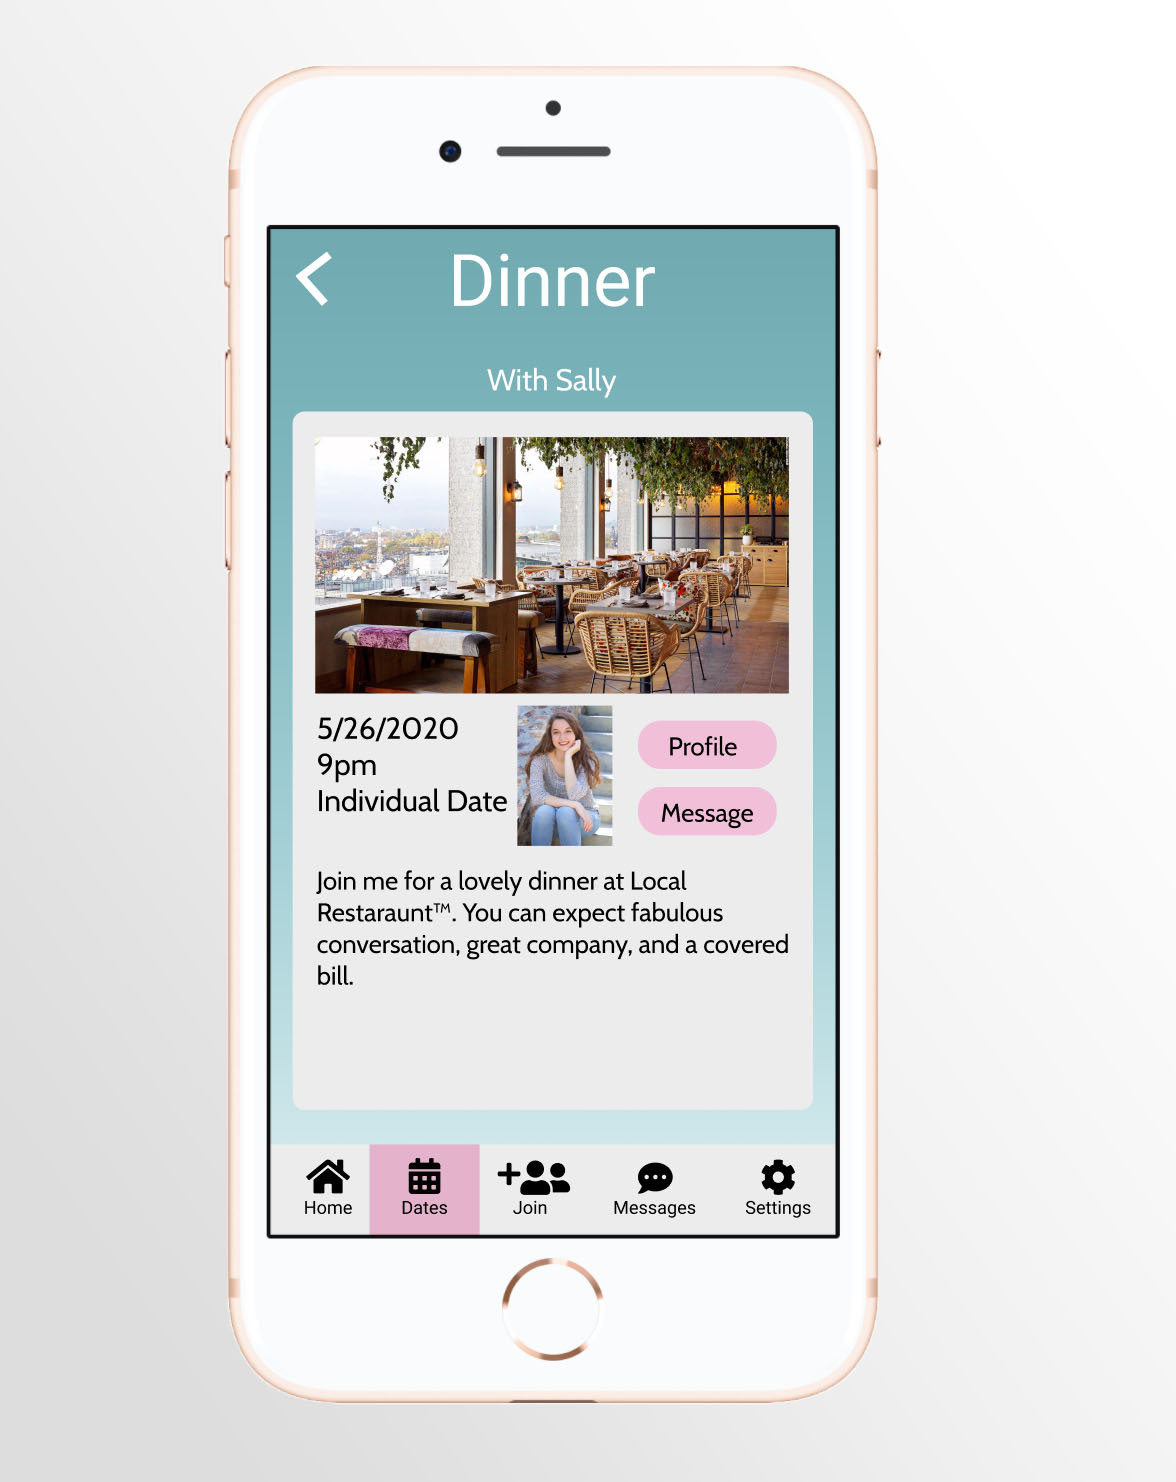 Dinner
With Sally
5/26/2020
9pm
Individual Date
Profile
Message
Join me for a lovely dinner at Local
Restaraunt™. You can expect fabulous
conversation, great company, and a covered
bill.
Home
Dates
Join
Messages
Settings